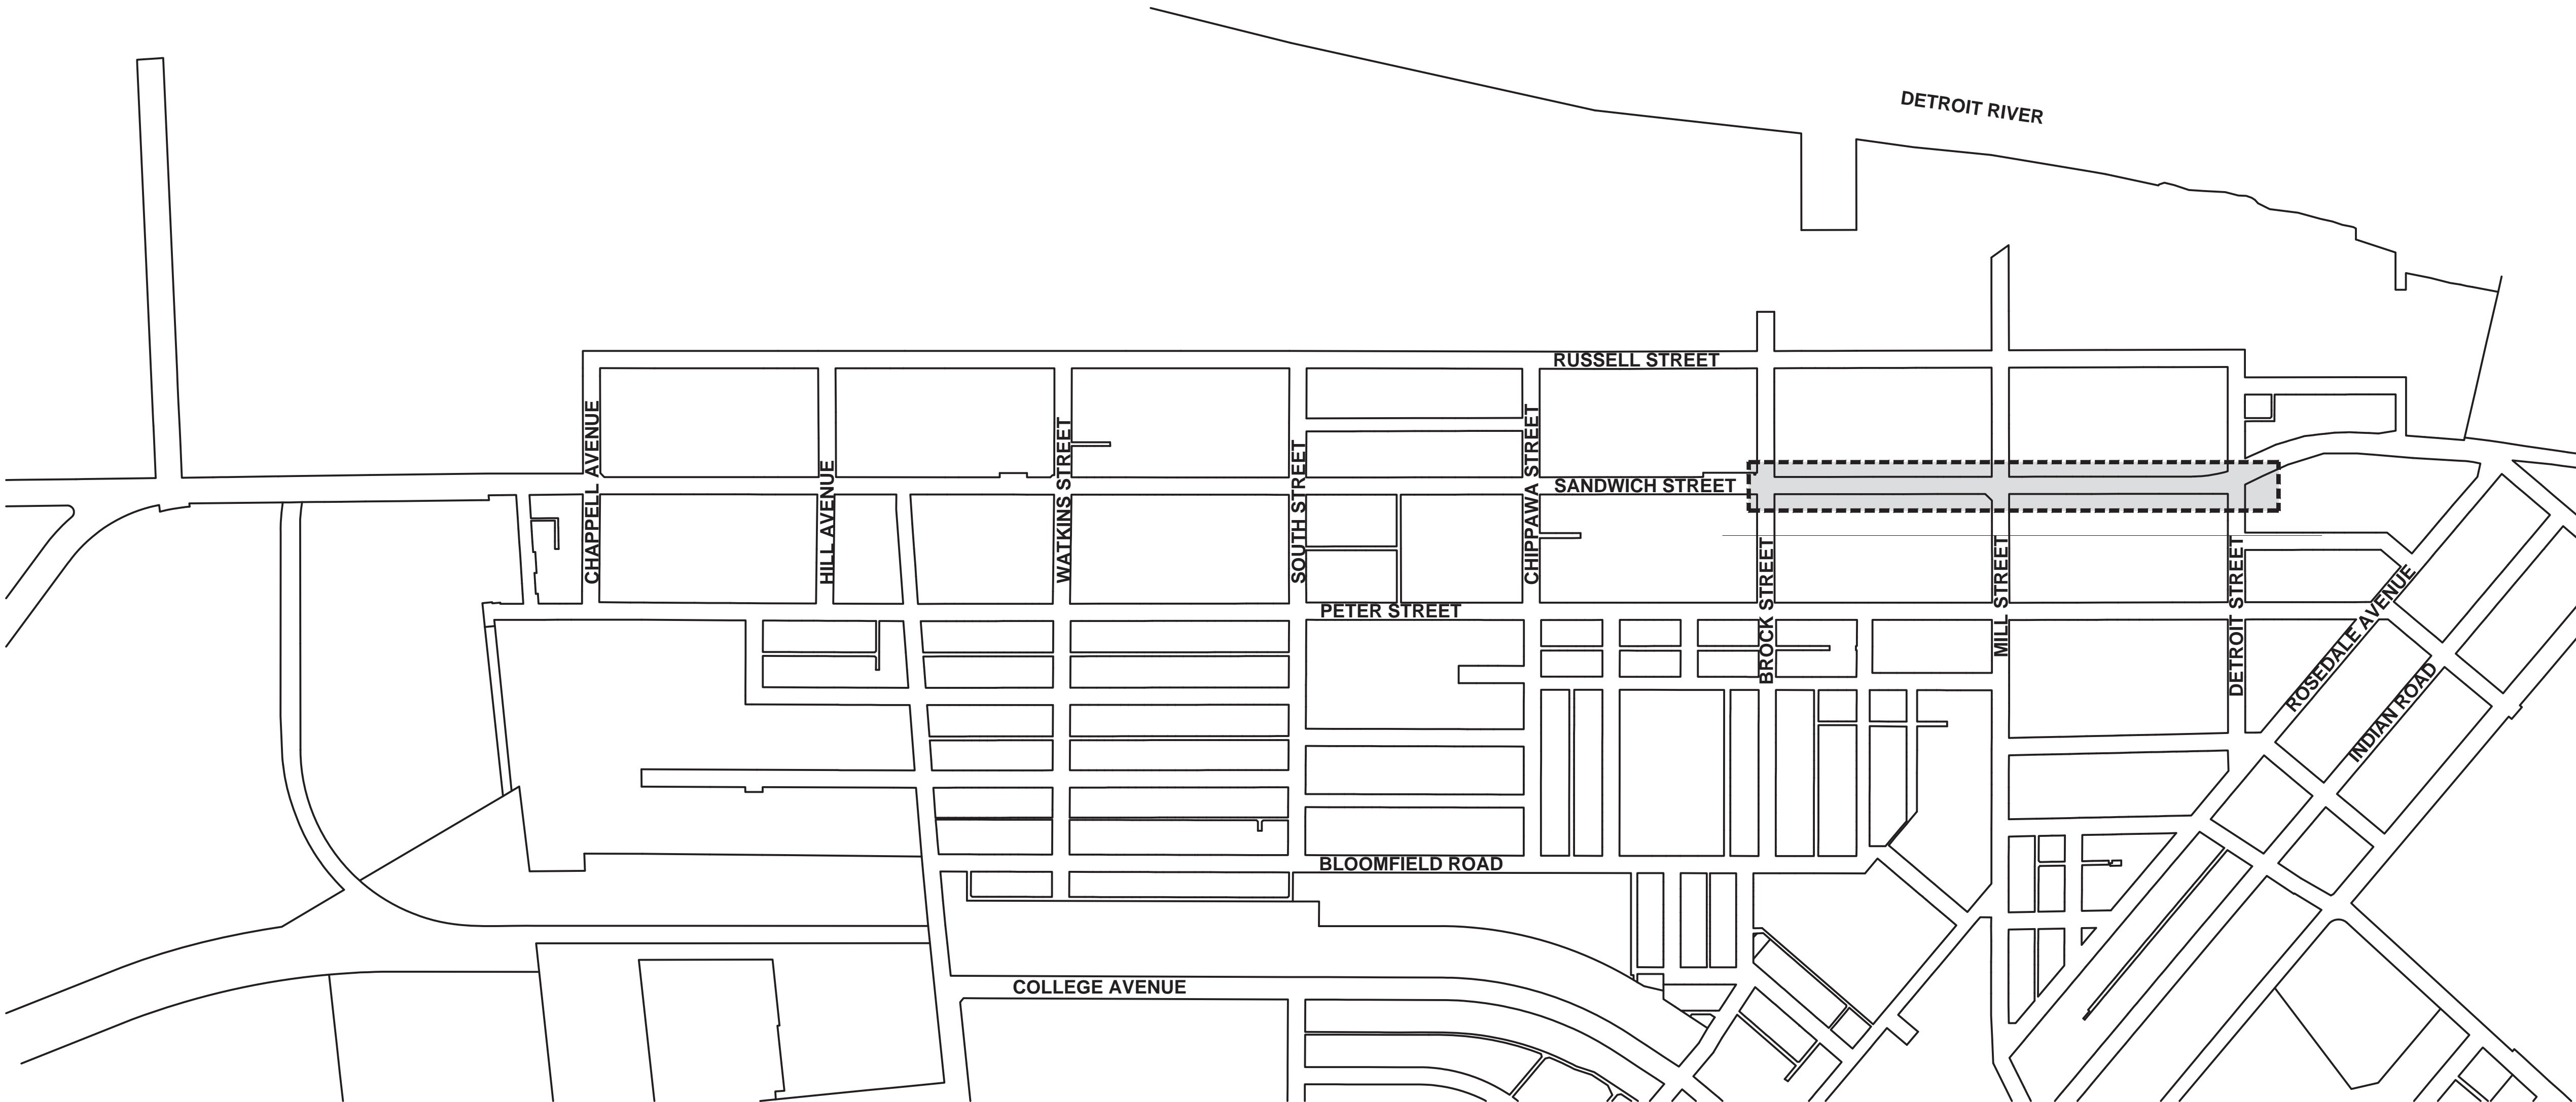 DETROIT RIVER
RUSSELL STREET
SANDWICH STREET
CHAPPELL AVENUE
HILL AVENUE
WATKINS STREET
SOUTH STREET
CHIPPAWA STREET
BROCK STREET
MILL STREET
DETROIT STREET
ROSEDALE AVENUE
INDIAN ROAD
PETER STREET
BLOOMFIELD ROAD
COLLEGE AVENUE